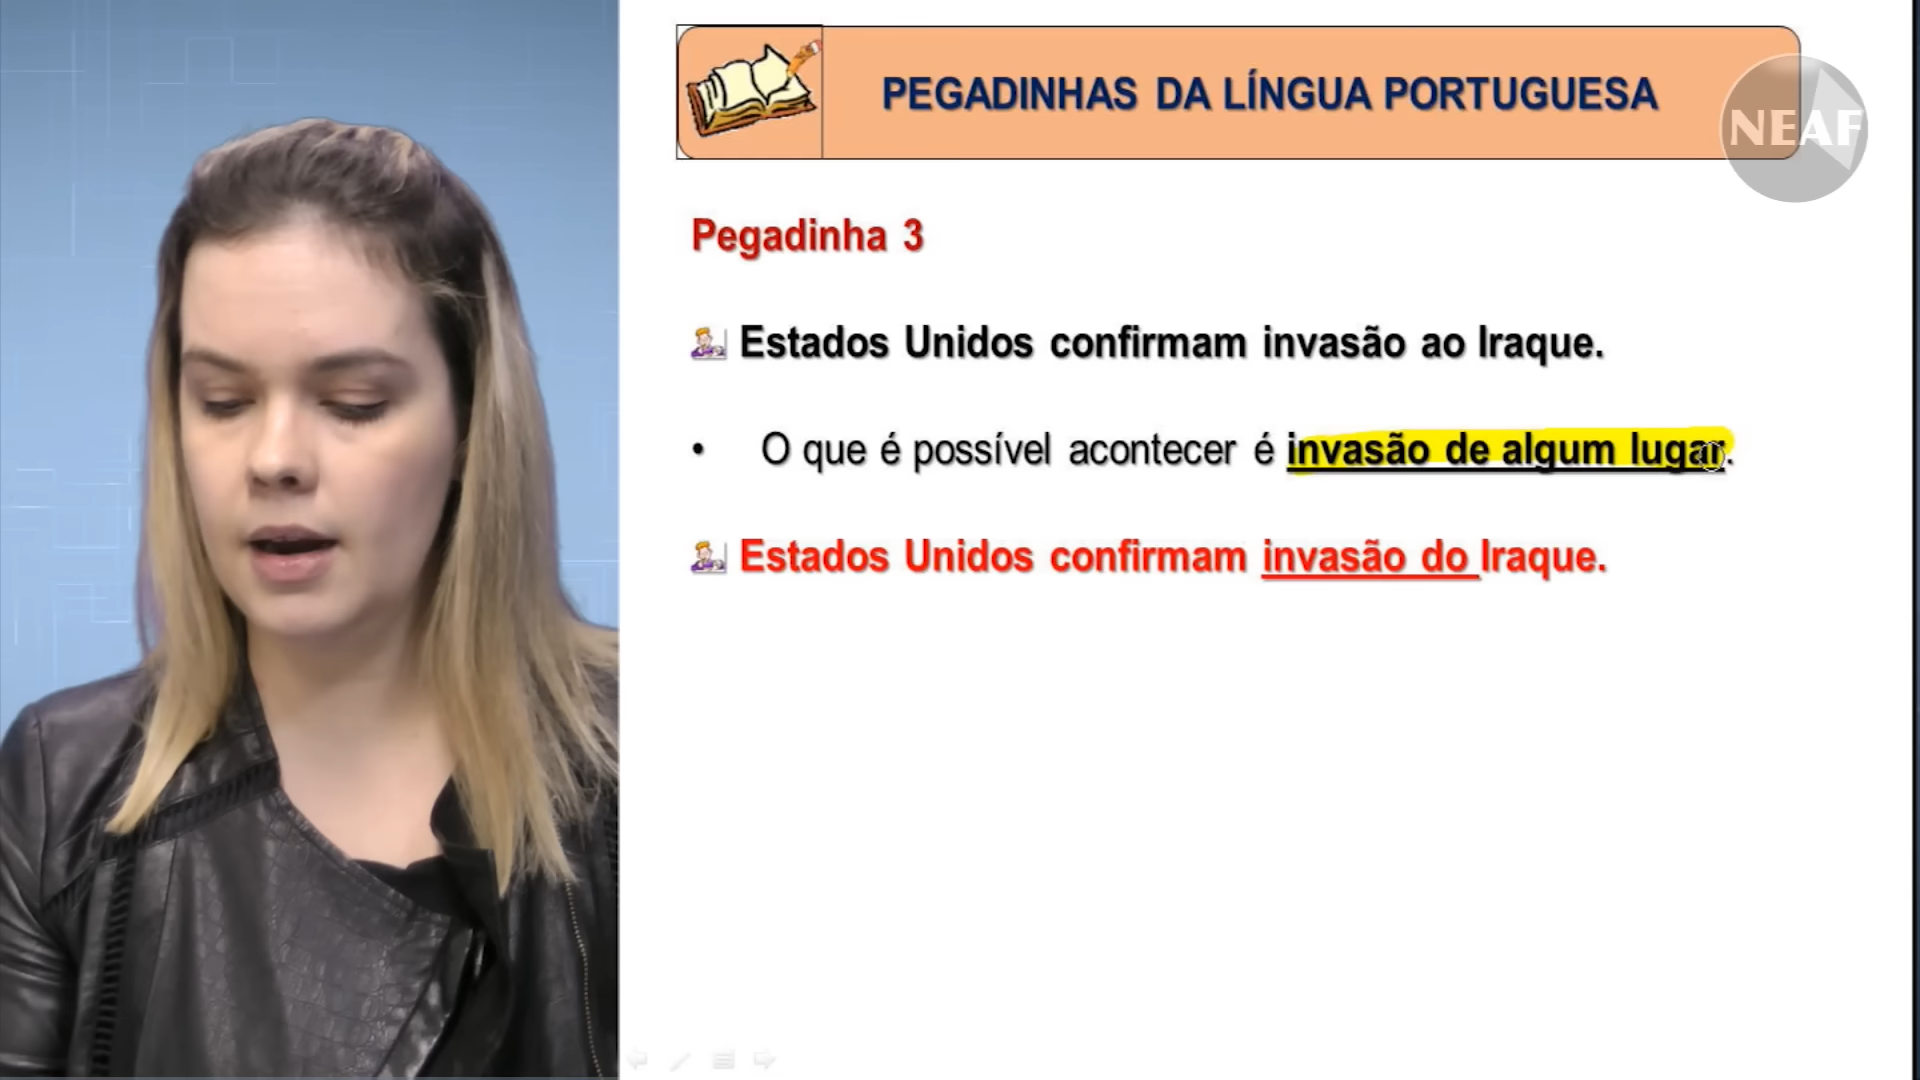 PEGADINHAS DA LÍNGUA PORTUGUESA
NEAF
Pegadinha 3
Estados Unidos confirmam invasão ao Iraque.
• O que é possível acontecer é invasão de algum lugar.
Estados Unidos confirmam invasão do Iraque.